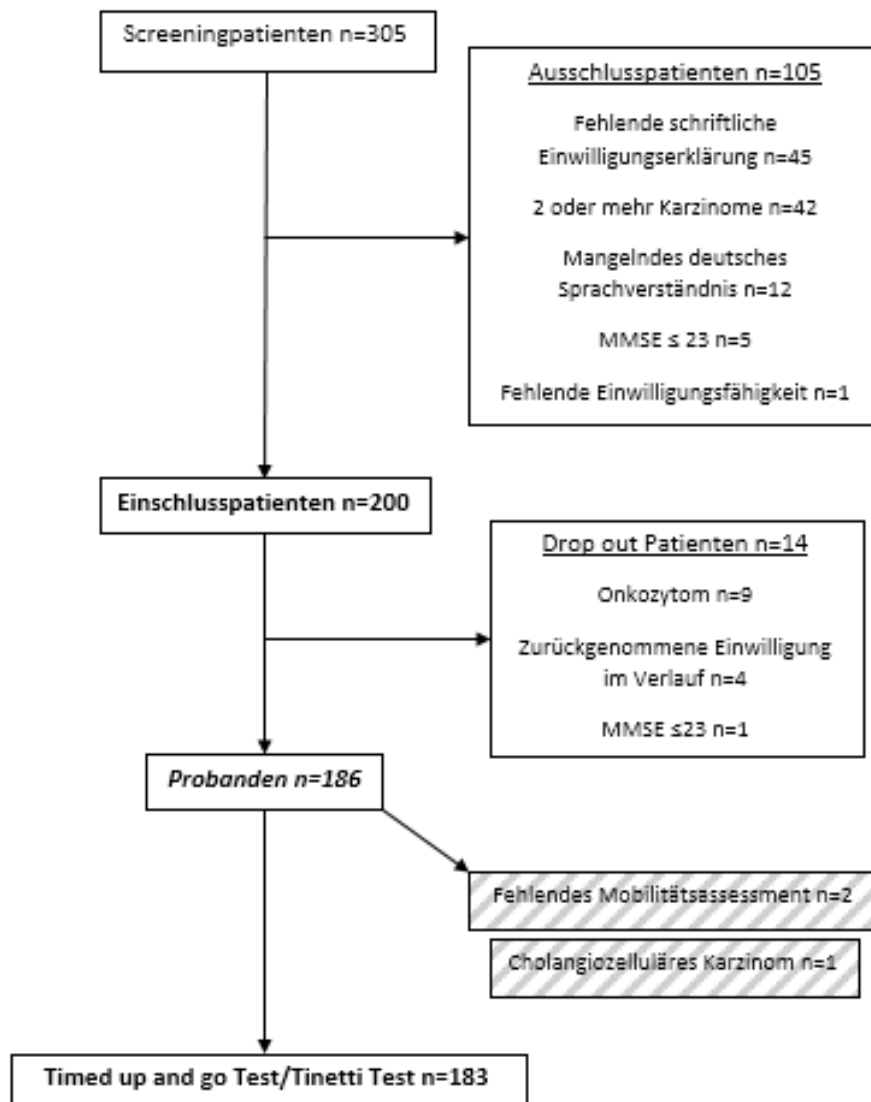 Screeningpatienten n=305
Ausschlusspatienten n=105
Fehlende schriftliche
Einwilligungserklärung n=45
2 oder mehr Karzinome n=42
Mangelndes deutsches
Sprachverständnis n=12
MMSE ≤ 23 n=5
Fehlende Einwilligungsfähigkeit n=1
Einschlusspatienten n=200
Drop out Patienten n=14
Onkozytom n=9
Zurückgenommene Einwilligung
im Verlauf n=4
MMSE ≤23 n=1
Probanden n=186
Fehlendes Mobilitätsassessment n=2
Cholangiozelluläres Karzinom n=1
Timed up and go Test/Tinetti Test n=183